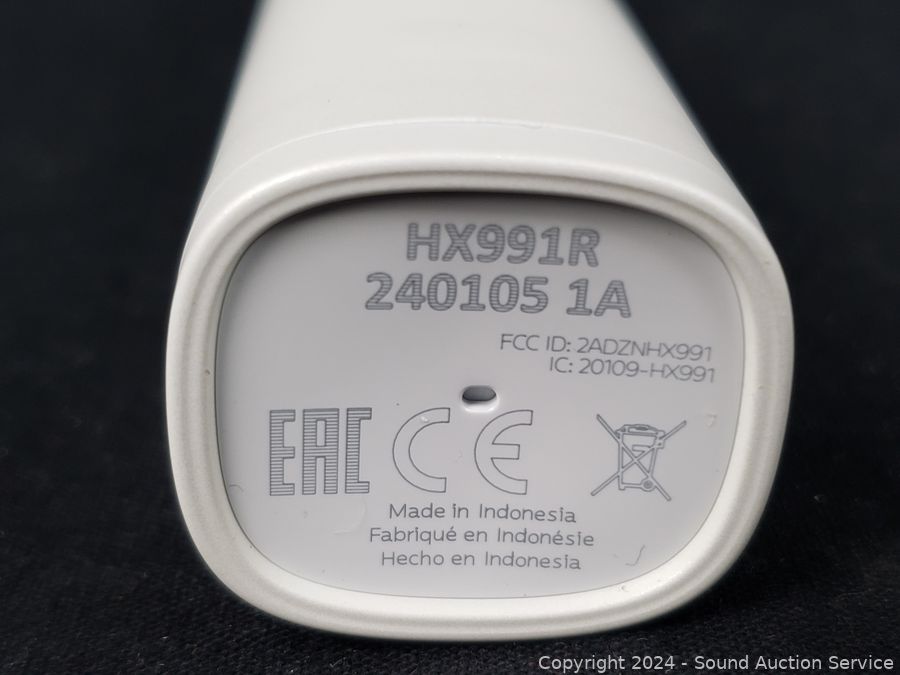 HX991R
240105 1A
FCC ID: 2ADZNHX991
IC: 20109-HX991
EAC CE
Made in Indonesia
Fabriqué en Indonésie
Hecho en Indonesia
Copyright 2024 - Sound Auction Service